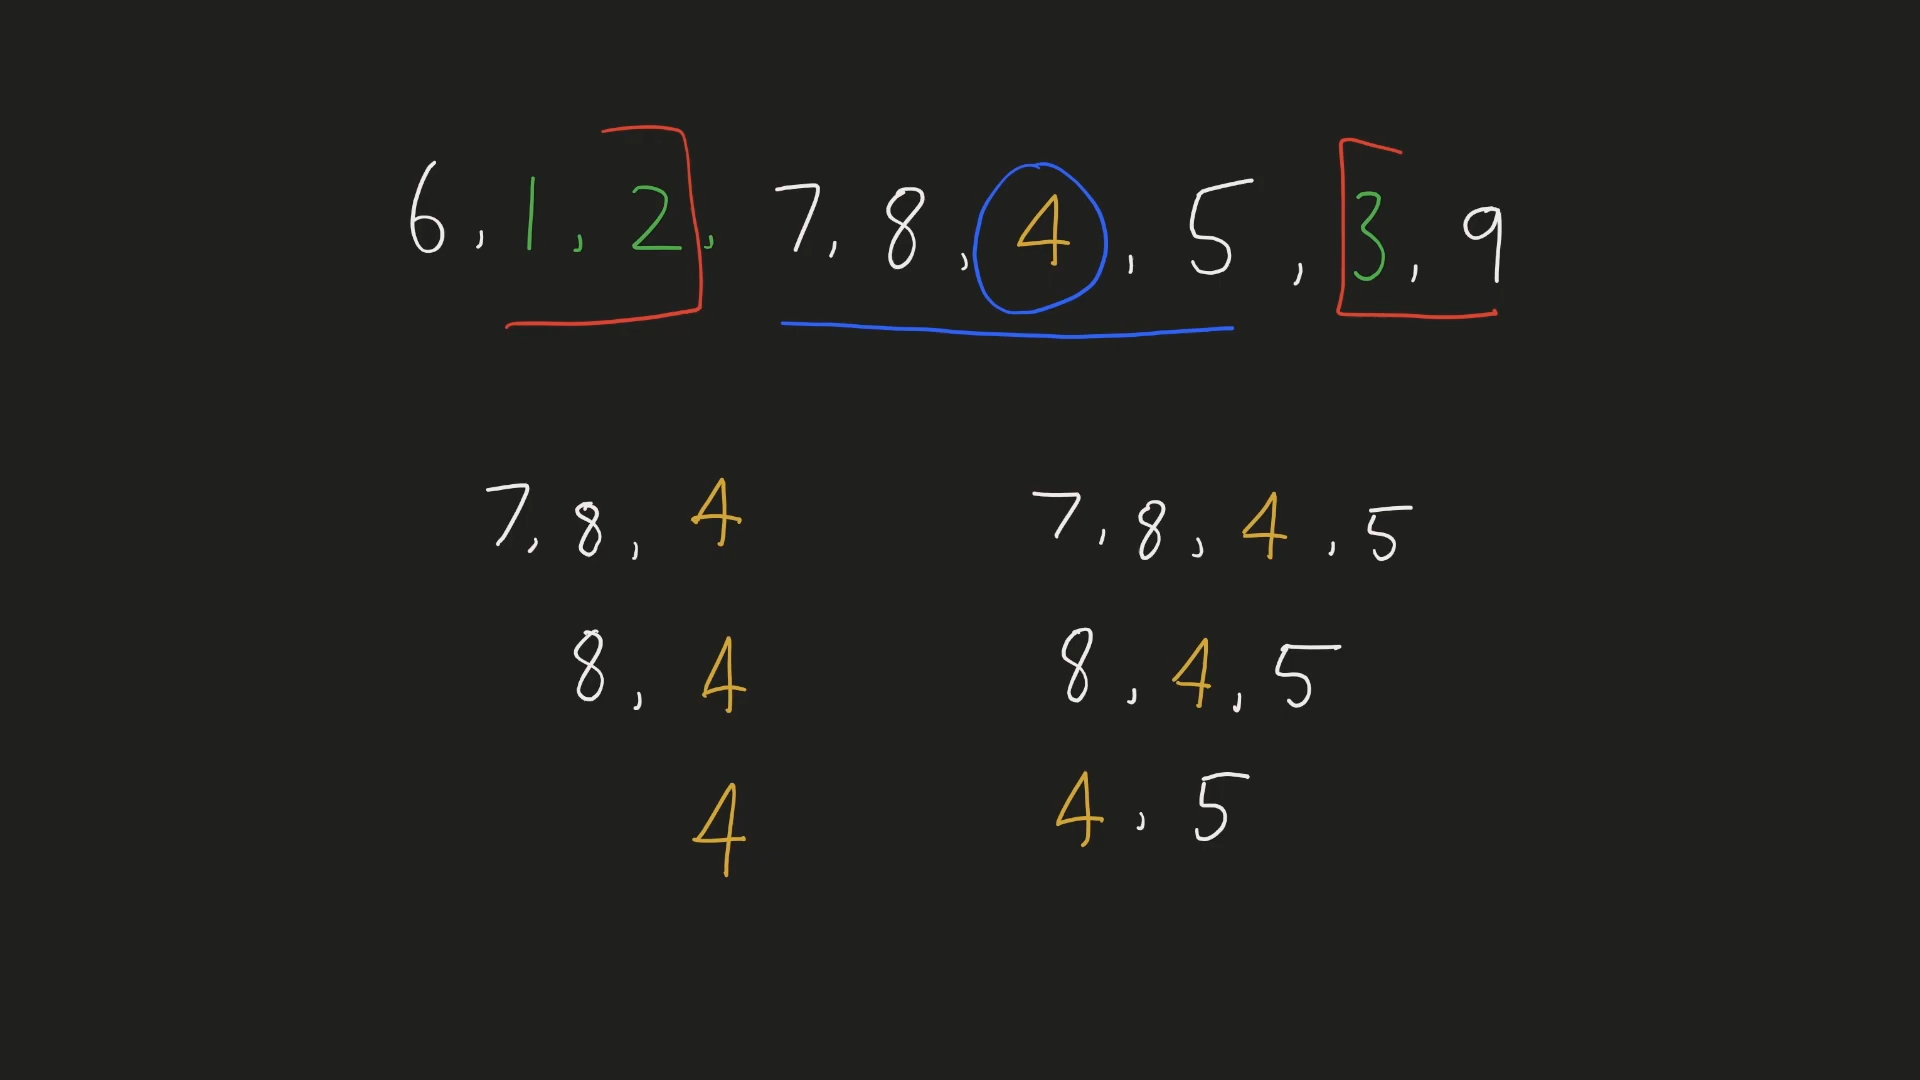 6, 1, 2, 7, 8, 4, 5, 3, 9
7, 8, 4
7, 8, 4, 5
8, 4
8, 4, 5
4
4, 5